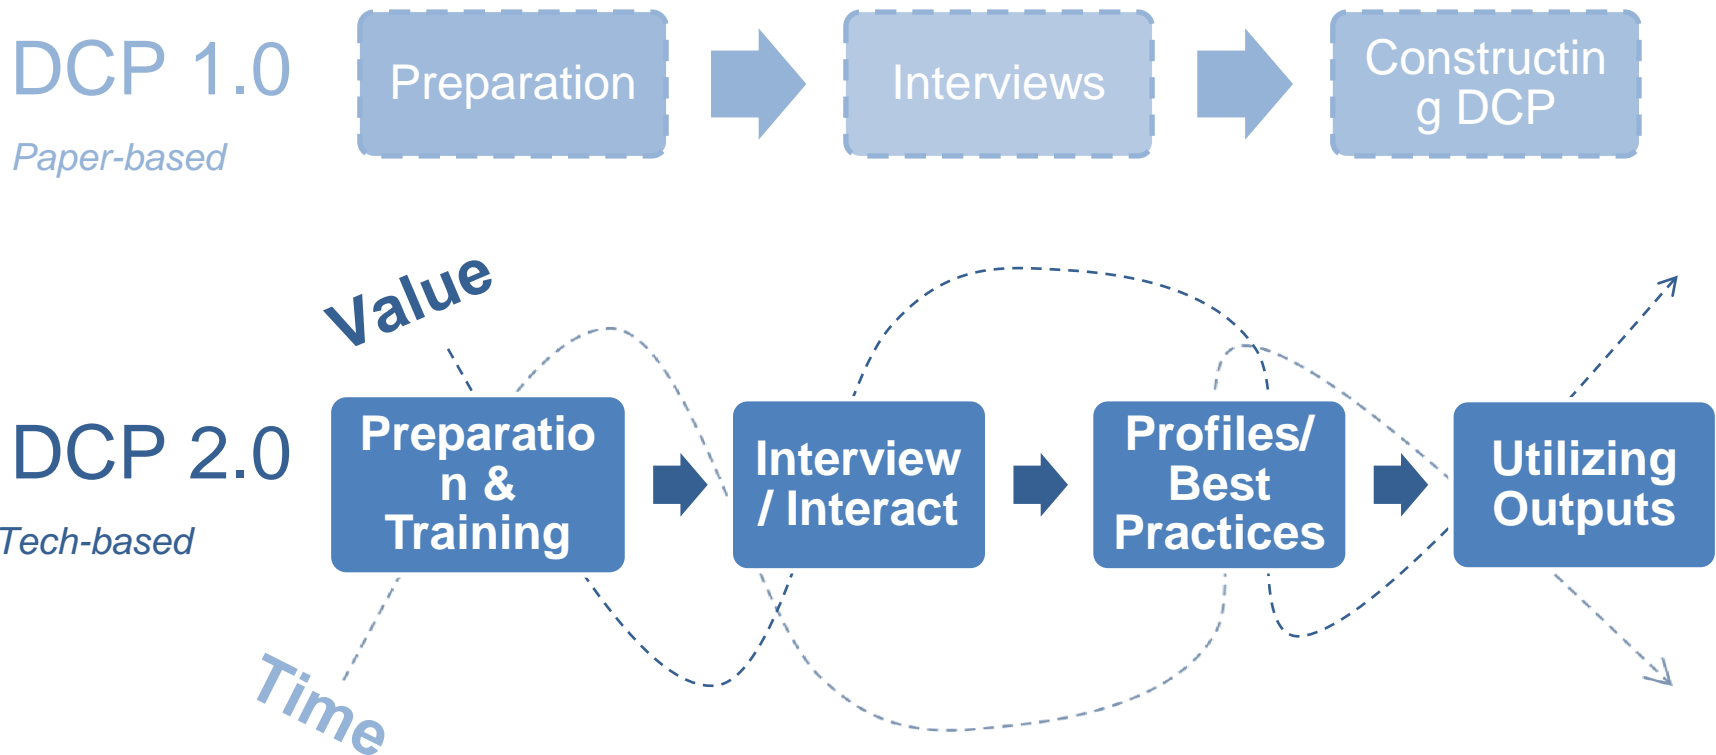 DCP 1.0
Paper-based
Preparation
Interviews
Constructin
g DCP
Value
DCP 2.0
Tech-based
Preparatio
n &
Training
Interview
/ Interact
Profiles/
Best
Practices
Utilizing
Outputs
Time